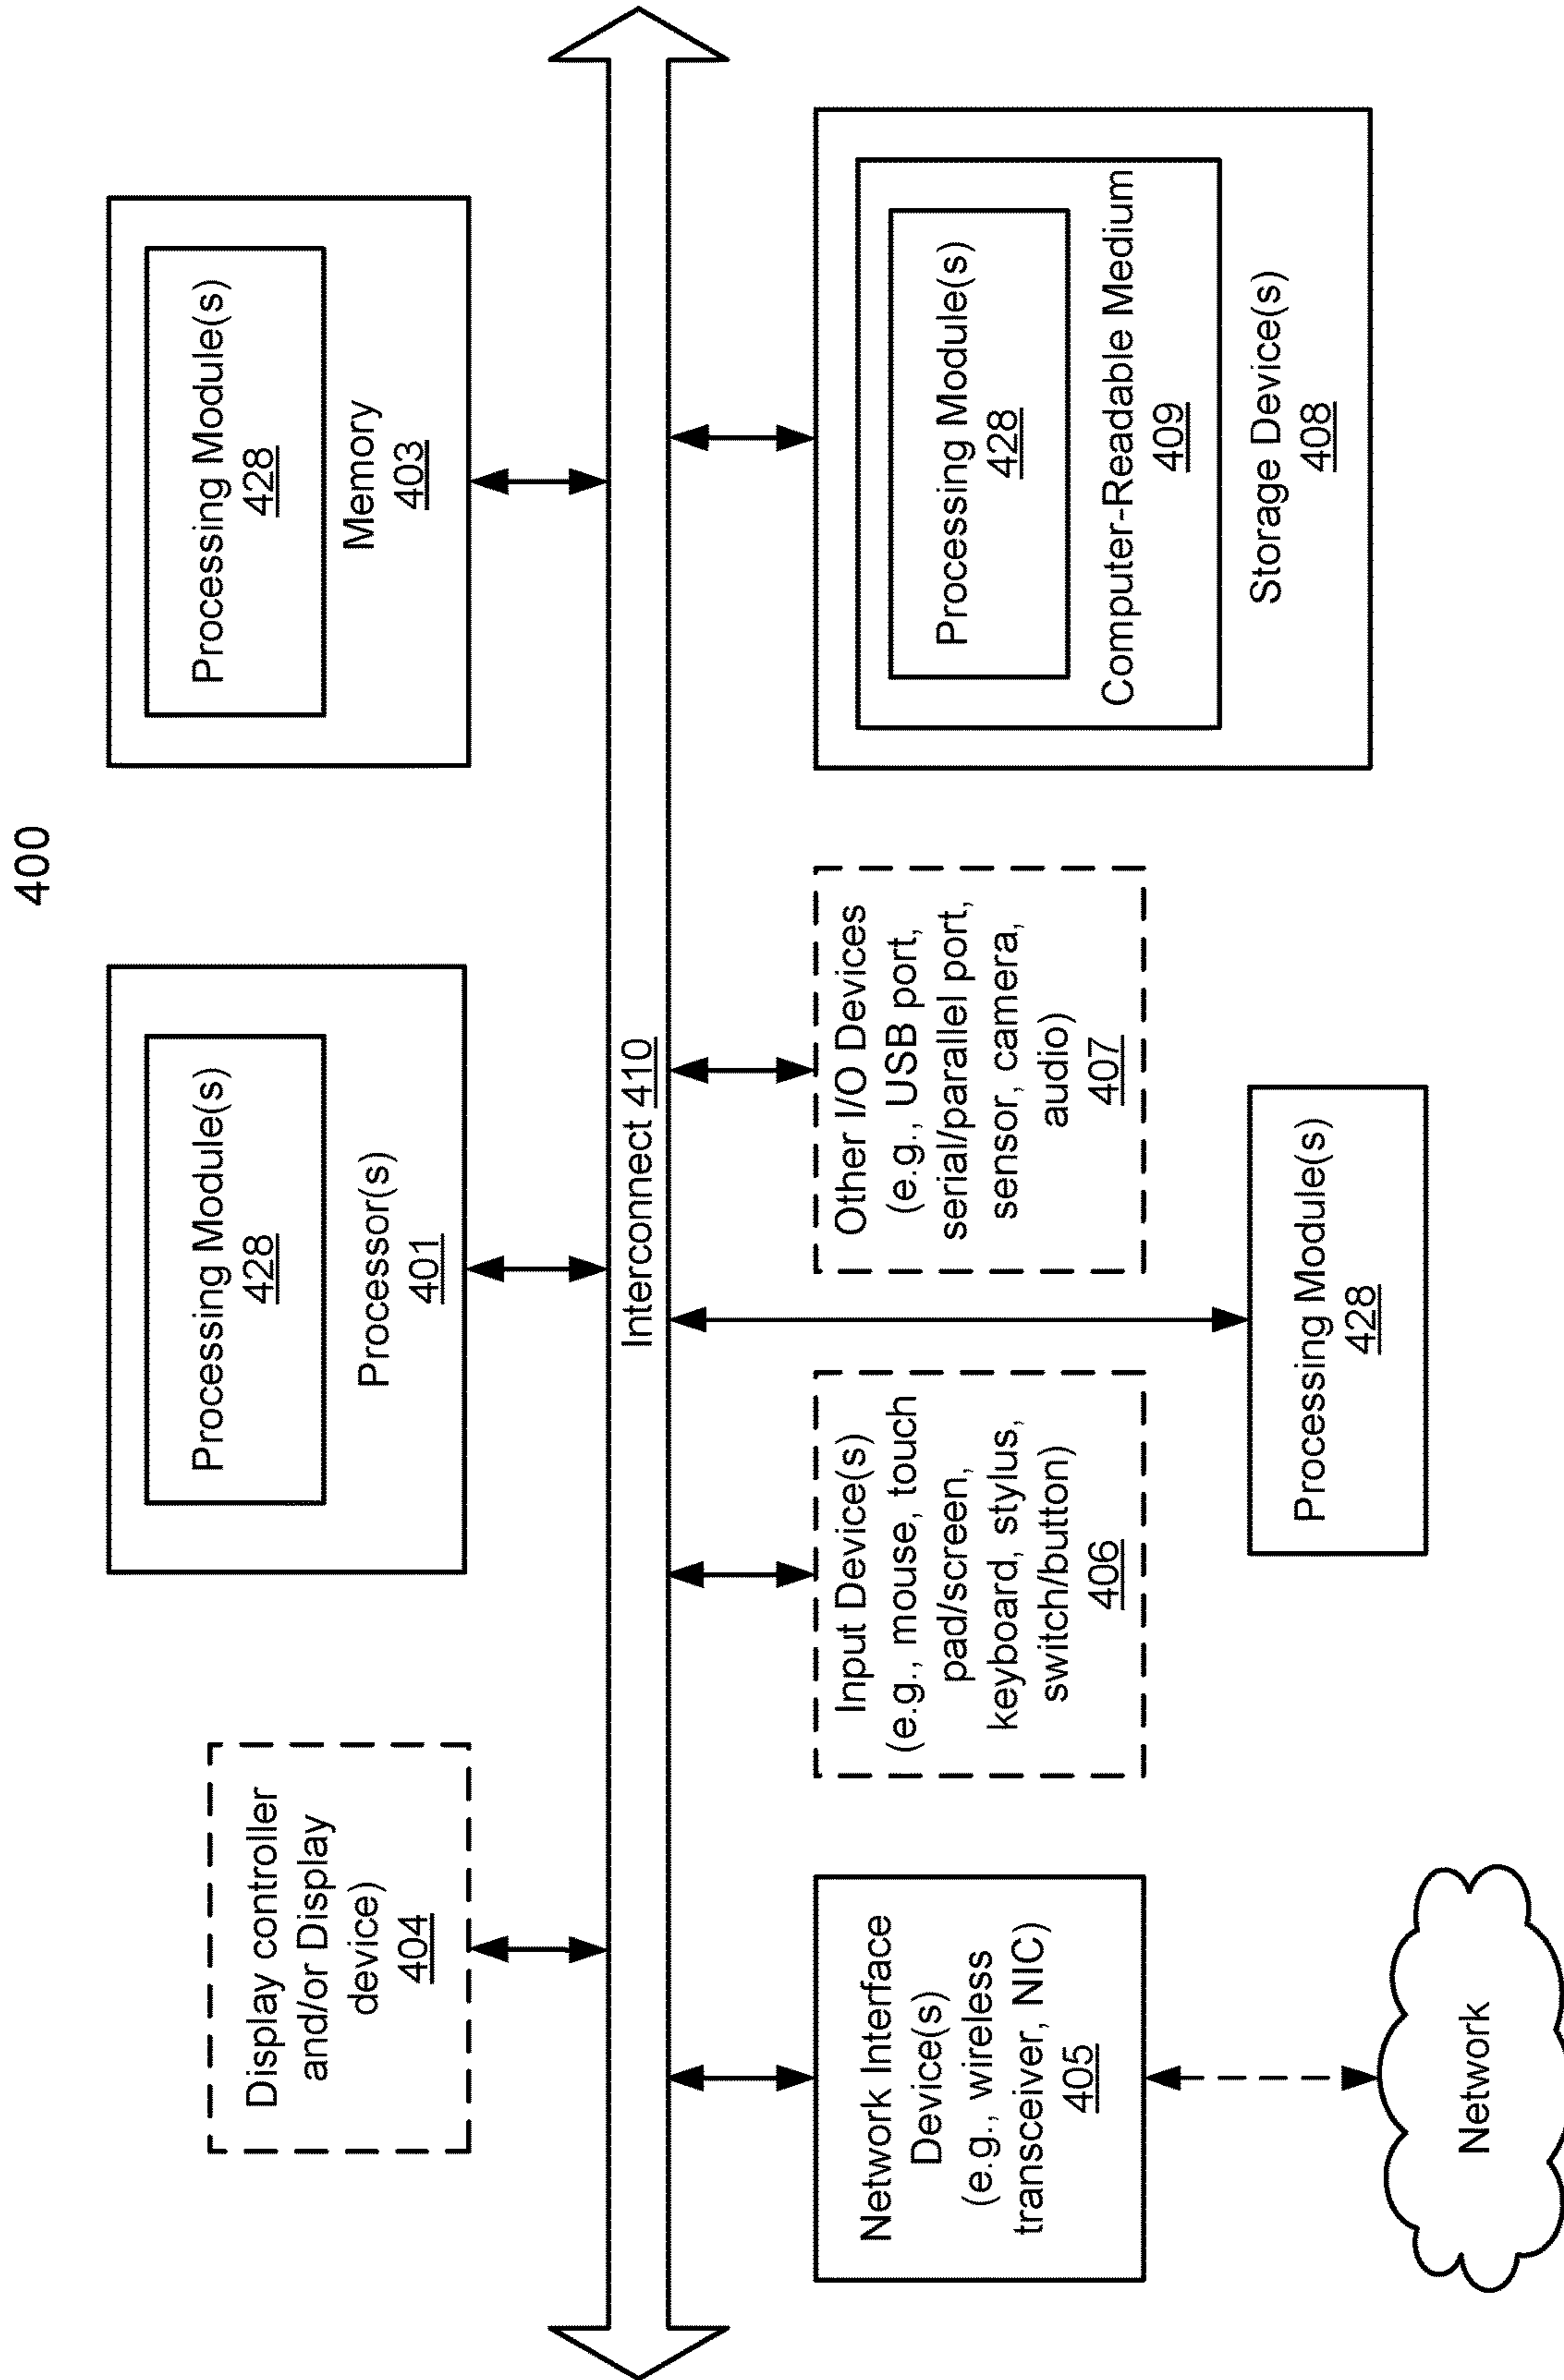 400
Display controller
and/or Display
device)
404
Processing Module(s)
428
Processor(s)
401
Processing Module(s)
428
Memory
403
Interconnect 410
Network Interface
Device(s)
(e.g., wireless
transceiver, NIC)
405
Input Device(s)
(e.g., mouse, touch
pad/screen,
keyboard, stylus,
switch/button)
406
Other I/O Devices
(e.g., USB port,
serial/parallel port,
sensor, camera,
audio)
407
Processing Module(s)
428
Computer-Readable Medium
409
Storage Device(s)
408
Processing Module(s)
428
Network